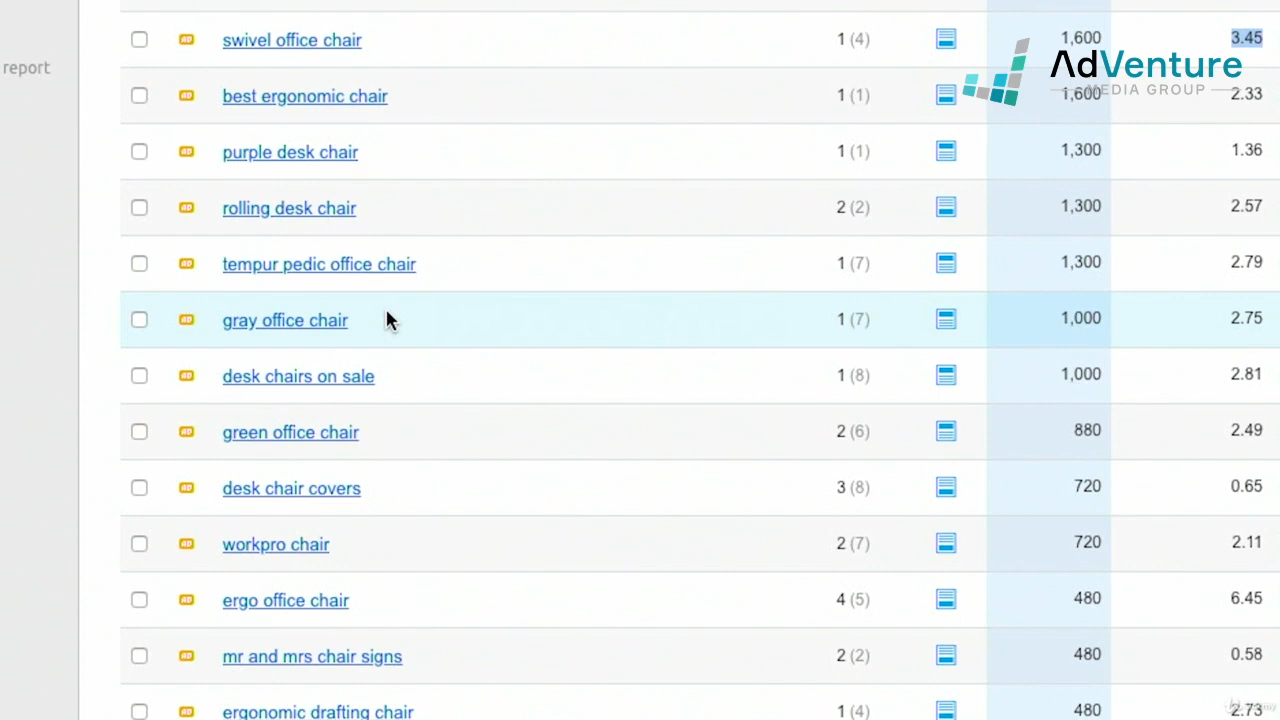 swivel office chair 1 (4) 1,600 3.45
report
AdVenture
MEDIA GROUP
best ergonomic chair 1 (1) 1,600 2.33
purple desk chair 1 (1) 1,300 1.36
rolling desk chair 2 (2) 1,300 2.57
tempur pedic office chair 1 (7) 1,300 2.79
gray office chair 1 (7) 1,000 2.75
desk chairs on sale 1 (8) 1,000 2.81
green office chair 2 (6) 880 2.49
desk chair covers 3 (8) 720 0.65
workpro chair 2 (7) 720 2.11
ergo office chair 4 (5) 480 6.45
mr and mrs chair signs 2 (2) 480 0.58
ergonomic drafting chair 1 (4) 480 2.73